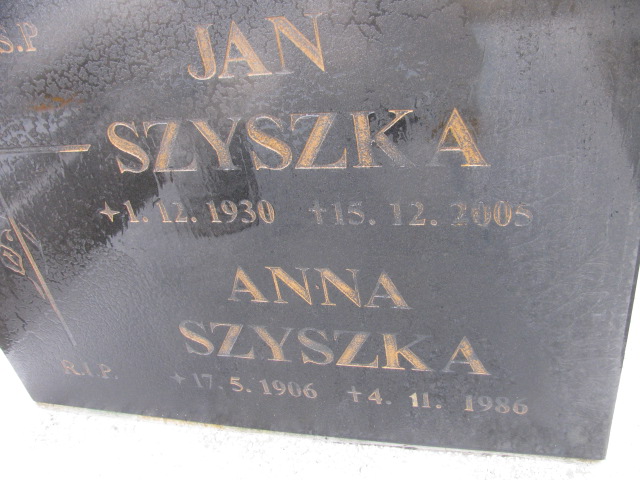 Ś.P
JAN
SZYSZKA
1.12.1930 15.12.2005
ANNA
SZYSZKA
R.I.P.
17.5.1906 4.11.1986